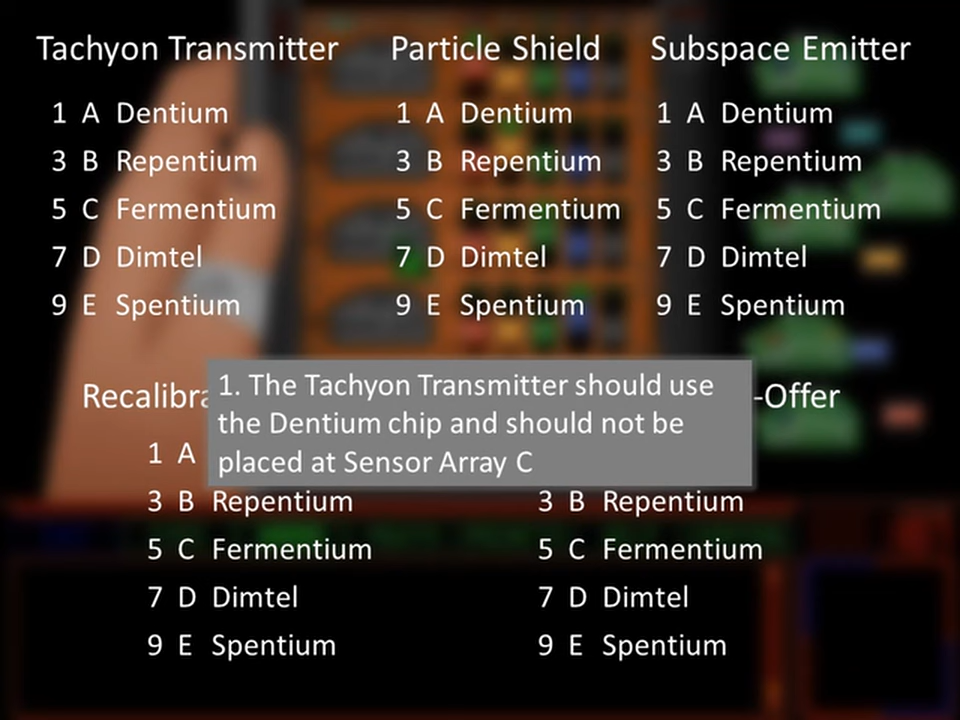 Tachyon Transmitter
1 A Dentium
3 B Repentium
5 C Fermentium
7 D Dimtel
9 E Spentium
Particle Shield
1 A Dentium
3 B Repentium
5 C Fermentium
7 D Dimtel
9 E Spentium
Subspace Emitter
1 A Dentium
3 B Repentium
5 C Fermentium
7 D Dimtel
9 E Spentium
1. The Tachyon Transmitter should use
the Dentium chip and should not be
placed at Sensor Array C
Recalibra
1 A
3 B Repentium
5 C Fermentium
7 D Dimtel
9 E Spentium
-Offer
3 B Repentium
5 C Fermentium
7 D Dimtel
9 E Spentium